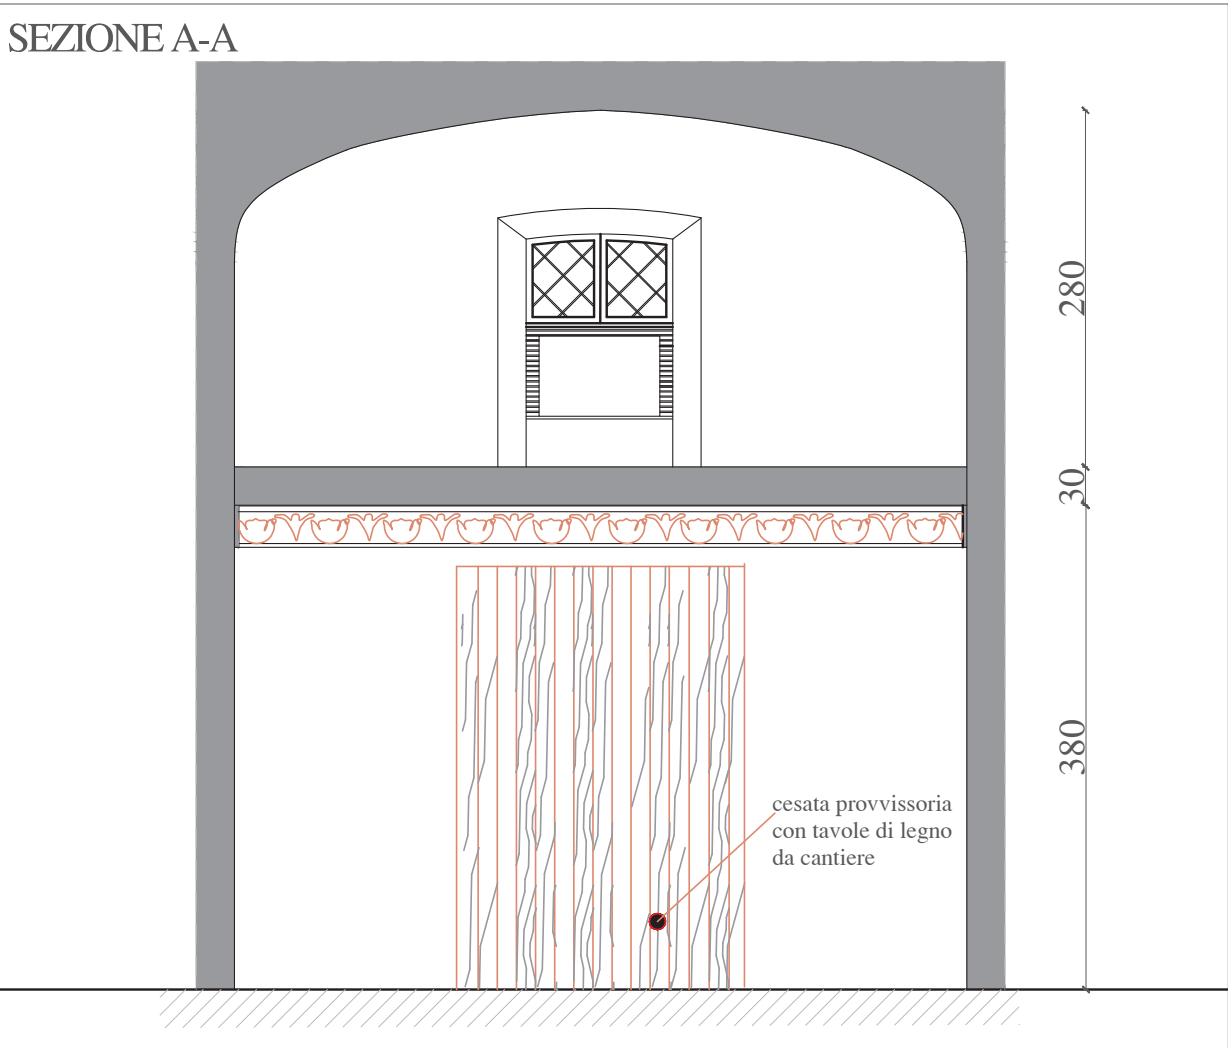 SEZIONE A-A
280
30
380
cesata provvissoria
con tavole di legno
da cantiere